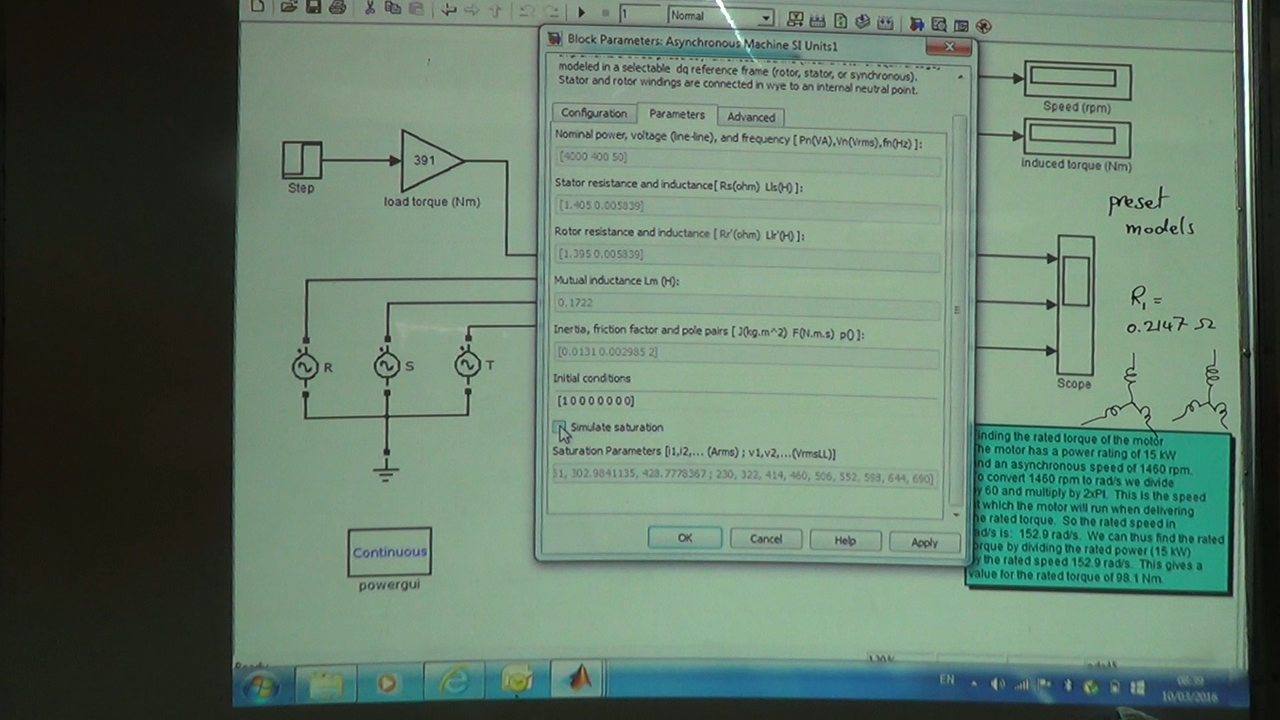 1
Normal
Block Parameters: Asynchronous Machine SI Units1
modeled in a selectable dq reference frame (rotor, stator, or synchronous).
Stator and rotor windings are connected in wye to an internal neutral point.
Configuration
Parameters
Advanced
Nominal power, voltage (line-line), and frequency [ Pn(VA),Vn(Vrms),fn(Hz) ]:
[4000 400 50]
Stator resistance and inductance[ Rs(ohm) Lls(H) ]:
[1.405 0.005839]
Rotor resistance and inductance [ Rr'(ohm) Llr'(H) ]:
[1.395 0.005839]
Mutual inductance Lm (H):
0.1722
Inertia, friction factor and pole pairs [ J(kg.m^2) F(N.m.s) p() ]:
[0.0131 0.002985 2]
Initial conditions
[1 0 0 0 0 0 0 0]
Simulate saturation
Saturation Parameters [i1,i2,... (Arms) ; v1,v2,...(VrmsLL)]
302.9841135, 428.7778367 ; 230, 322, 414, 460, 506, 552, 598, 644, 690]
OK
Cancel
Help
Apply
Step
391
load torque (Nm)
R
S
T
Continuous
powergui
Speed (rpm)
induced torque (Nm)
Scope
preset
models
R₁ =
0.2147 Ω
inding the rated torque of the motor
he motor has a power rating of 15 kW
nd an asynchronous speed of 1460 rpm.
o convert 1460 rpm to rad/s we divide
y 60 and multiply by 2xPI. This is the speed
t which the motor will run when delivering
he rated torque. So the rated speed in
ad/s is: 152.9 rad/s. We can thus find the rated
orque by dividing the rated power (15 kW)
y the rated speed 152.9 rad/s. This gives a
value for the rated torque of 98.1 Nm.
EN
10/03/2016